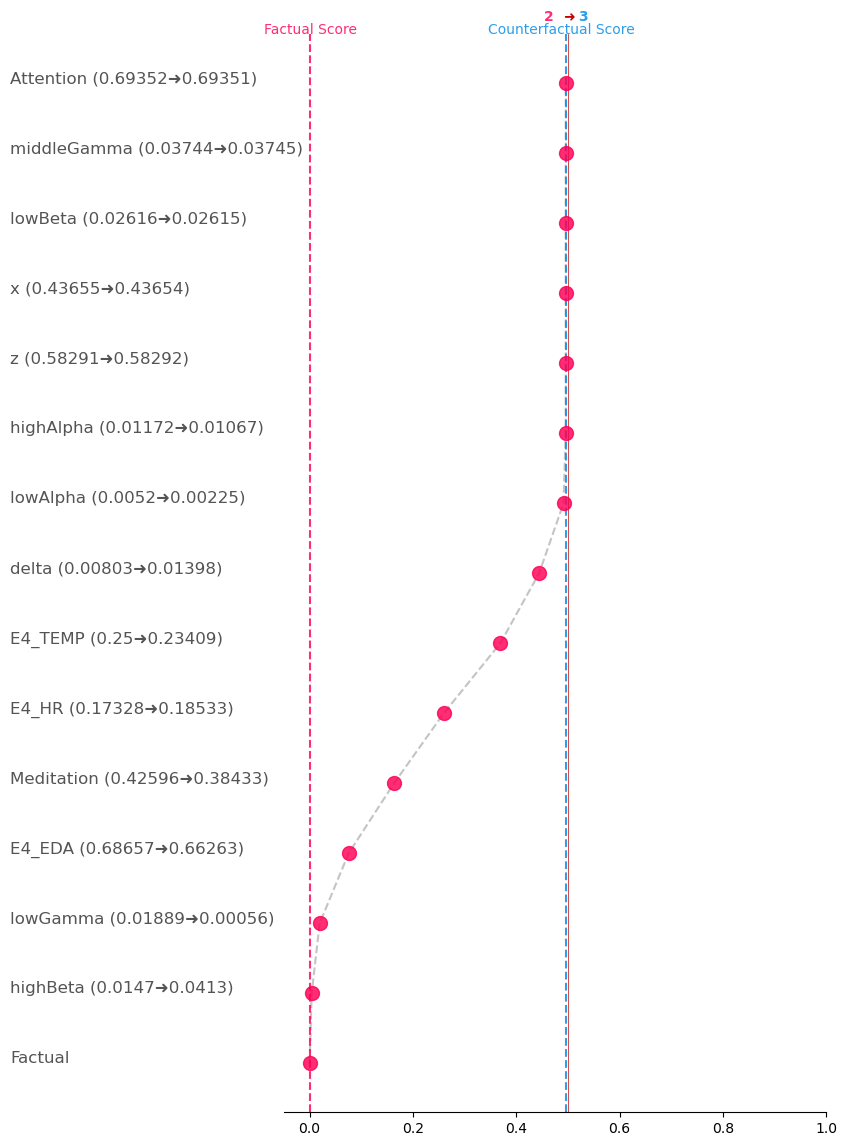 2 ➜ 3
Factual Score Counterfactual Score
Attention (0.69352➜0.69351)
middleGamma (0.03744➜0.03745)
lowBeta (0.02616➜0.02615)
x (0.43655➜0.43654)
z (0.58291➜0.58292)
highAlpha (0.01172➜0.01067)
lowAlpha (0.0052➜0.00225)
delta (0.00803➜0.01398)
E4_TEMP (0.25➜0.23409)
E4_HR (0.17328➜0.18533)
Meditation (0.42596➜0.38433)
E4_EDA (0.68657➜0.66263)
lowGamma (0.01889➜0.00056)
highBeta (0.0147➜0.0413)
Factual
0.0 0.2 0.4 0.6 0.8 1.0